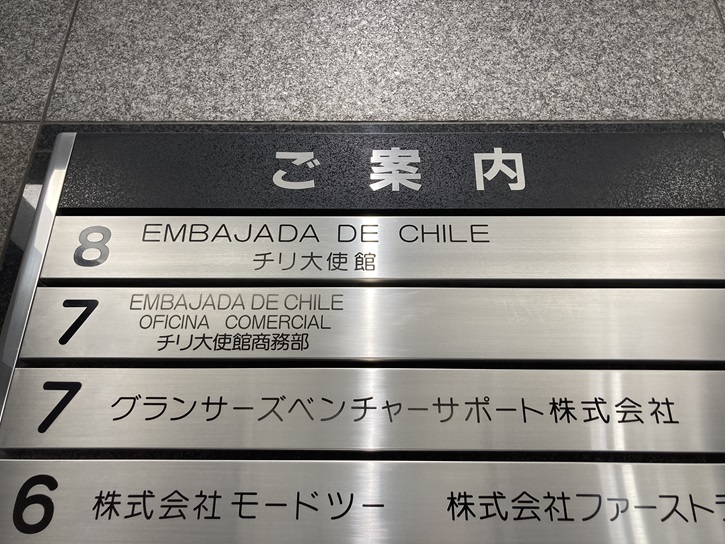 ご案内
8 EMBAJADA DE CHILE
チリ大使館
7 EMBAJADA DE CHILE
OFICINA COMERCIAL
チリ大使館商務部
7 グランサーズベンチャーサポート株式会社
6 株式会社モードツー 株式会社ファースト